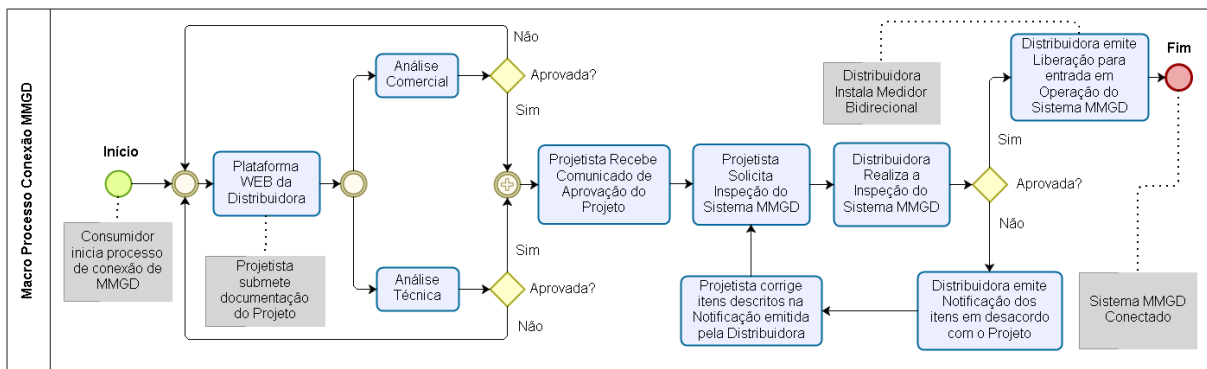 Macro Processo Conexão MMGD
Início
Consumidor
inicia processo
de conexão de
MMGD
Plataforma
WEB da
Distribuidora
Projetista
submete
documentação
do Projeto
Análise
Comercial
Não
Aprovada?
Sim
Análise
Técnica
Sim
Aprovada?
Não
Projetista Recebe
Comunicado de
Aprovação do
Projeto
Projetista
Solicita
Inspeção do
Sistema MMGD
Distribuidora
Realiza a
Inspeção do
Sistema MMGD
Sim
Aprovada?
Não
Distribuidora emite
Notificação dos
itens em desacordo
com o Projeto
Projetista corrige
itens descritos na
Notificação emitida
pela Distribuidora
Distribuidora
Instala Medidor
Bidirecional
Distribuidora emite
Liberação para
entrada em
Operação do
Sistema MMGD
Fim
Sistema MMGD
Conectado